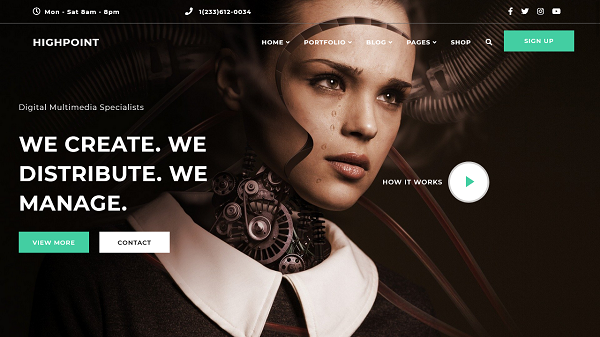 Mon - Sat 8am - 8pm
1(233)612-0034
HIGHPOINT
HOME PORTFOLIO BLOG PAGES SHOP
SIGN UP
Digital Multimedia Specialists
WE CREATE. WE
DISTRIBUTE. WE
MANAGE.
HOW IT WORKS
VIEW MORE
CONTACT